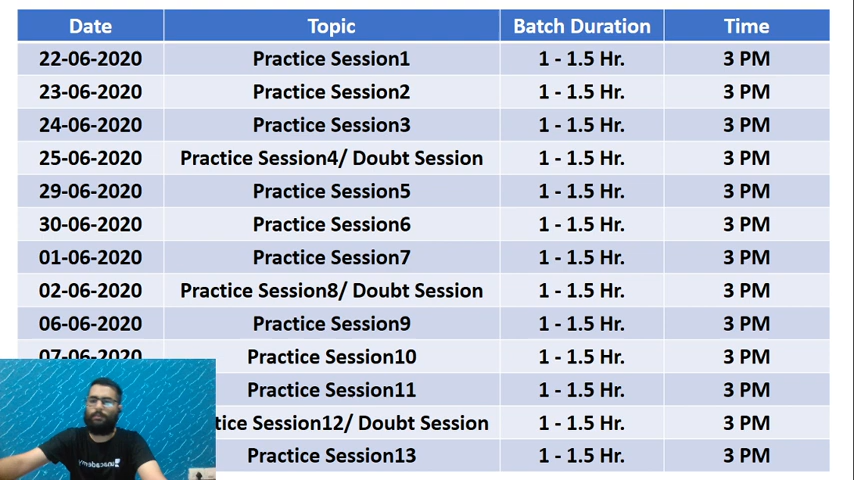 Date Topic Batch Duration Time
22-06-2020 Practice Session1 1 - 1.5 Hr. 3 PM
23-06-2020 Practice Session2 1 - 1.5 Hr. 3 PM
24-06-2020 Practice Session3 1 - 1.5 Hr. 3 PM
25-06-2020 Practice Session4/ Doubt Session 1 - 1.5 Hr. 3 PM
29-06-2020 Practice Session5 1 - 1.5 Hr. 3 PM
30-06-2020 Practice Session6 1 - 1.5 Hr. 3 PM
01-06-2020 Practice Session7 1 - 1.5 Hr. 3 PM
02-06-2020 Practice Session8/ Doubt Session 1 - 1.5 Hr. 3 PM
06-06-2020 Practice Session9 1 - 1.5 Hr. 3 PM
07-06-2020 Practice Session10 1 - 1.5 Hr. 3 PM
Practice Session11 1 - 1.5 Hr. 3 PM
tice Session12/ Doubt Session 1 - 1.5 Hr. 3 PM
Practice Session13 1 - 1.5 Hr. 3 PM
unacademy